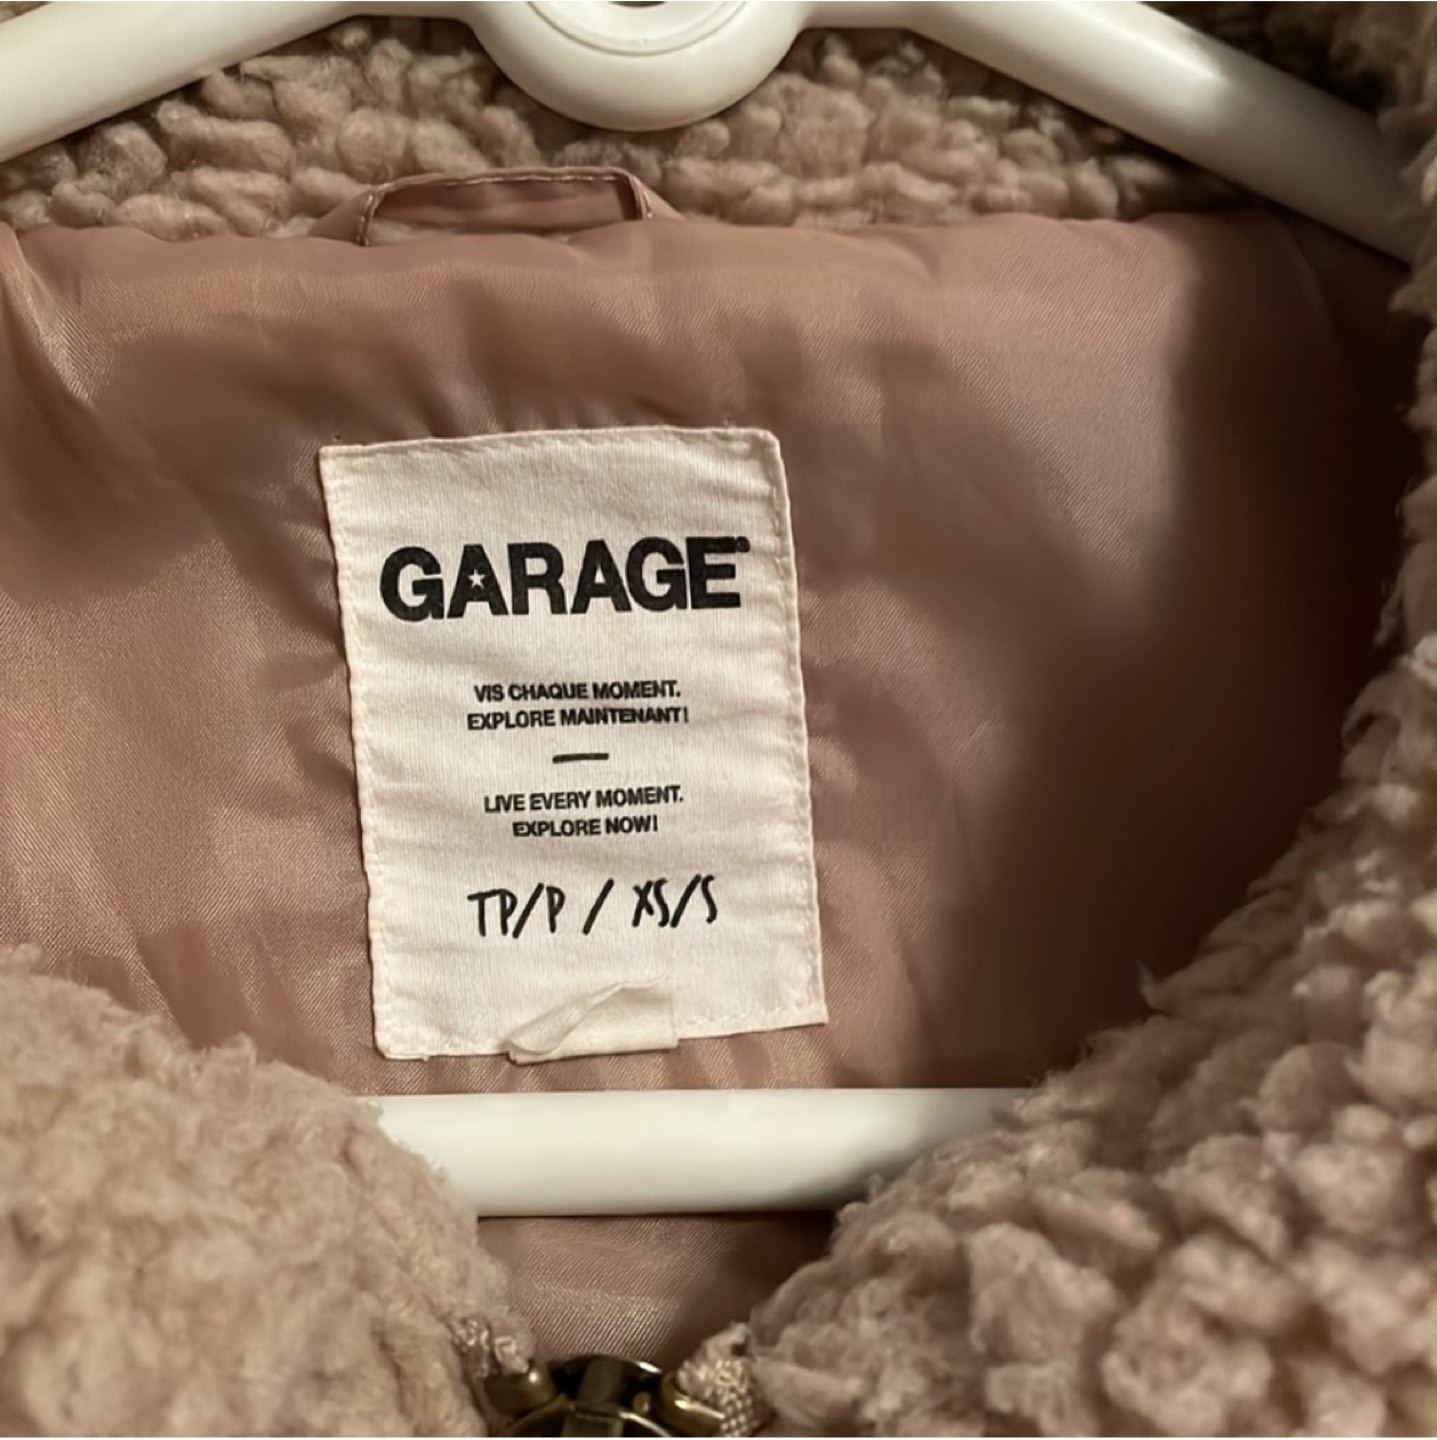 GARAGE
VIS CHAQUE MOMENT.
EXPLORE MAINTENANT!
LIVE EVERY MOMENT.
EXPLORE NOW!
TP/P / XS/S